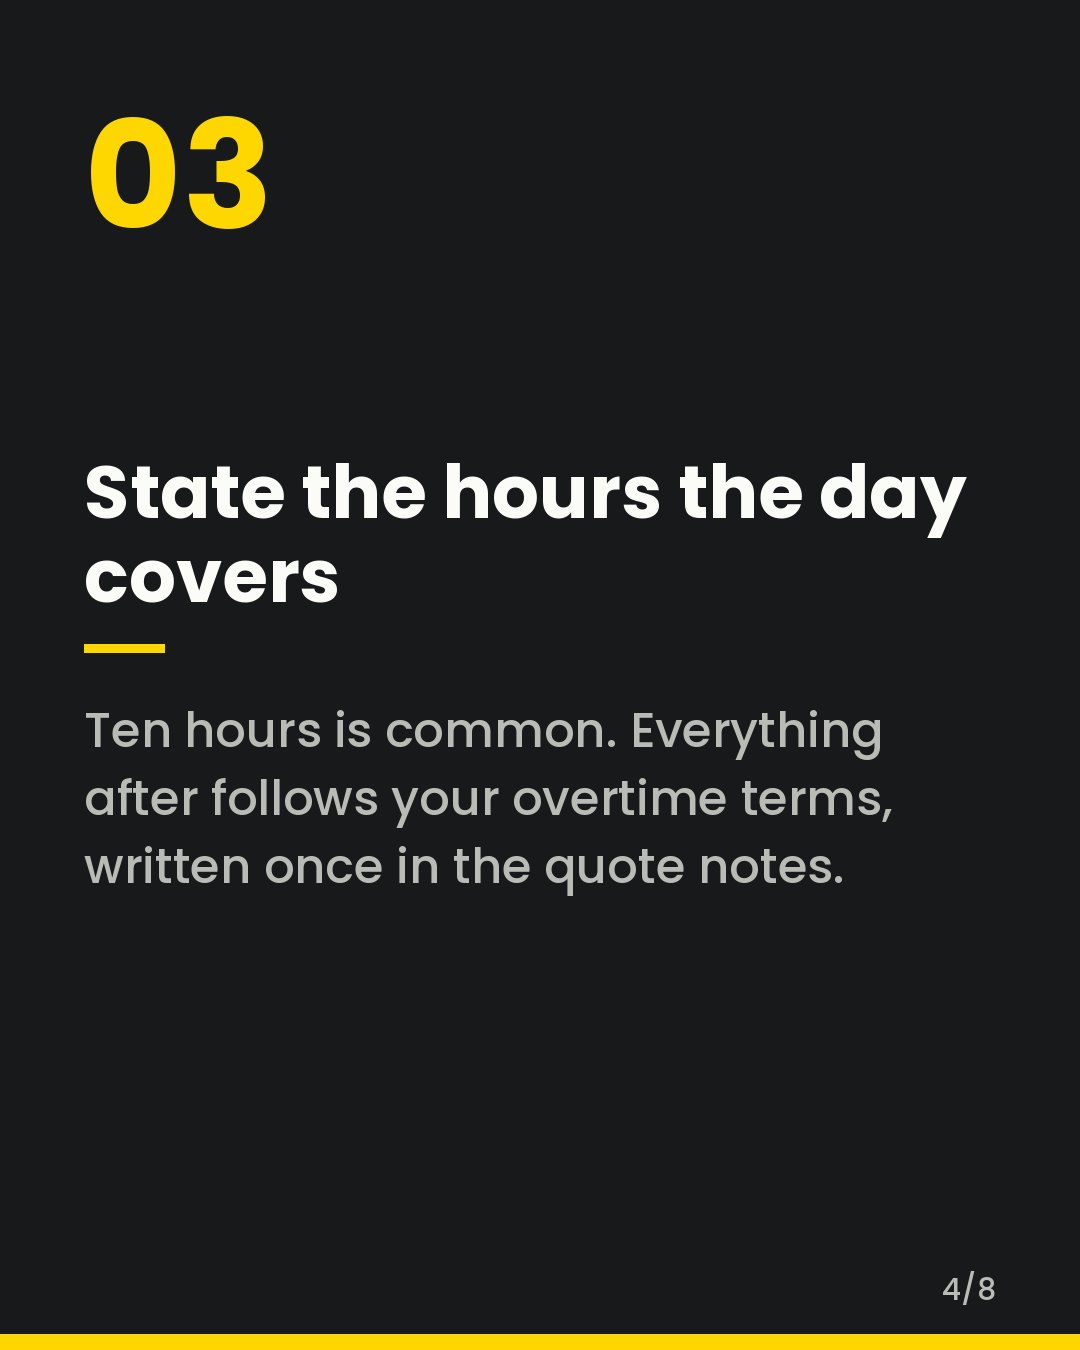 03
State the hours the day
covers
Ten hours is common. Everything
after follows your overtime terms,
written once in the quote notes.
4/8